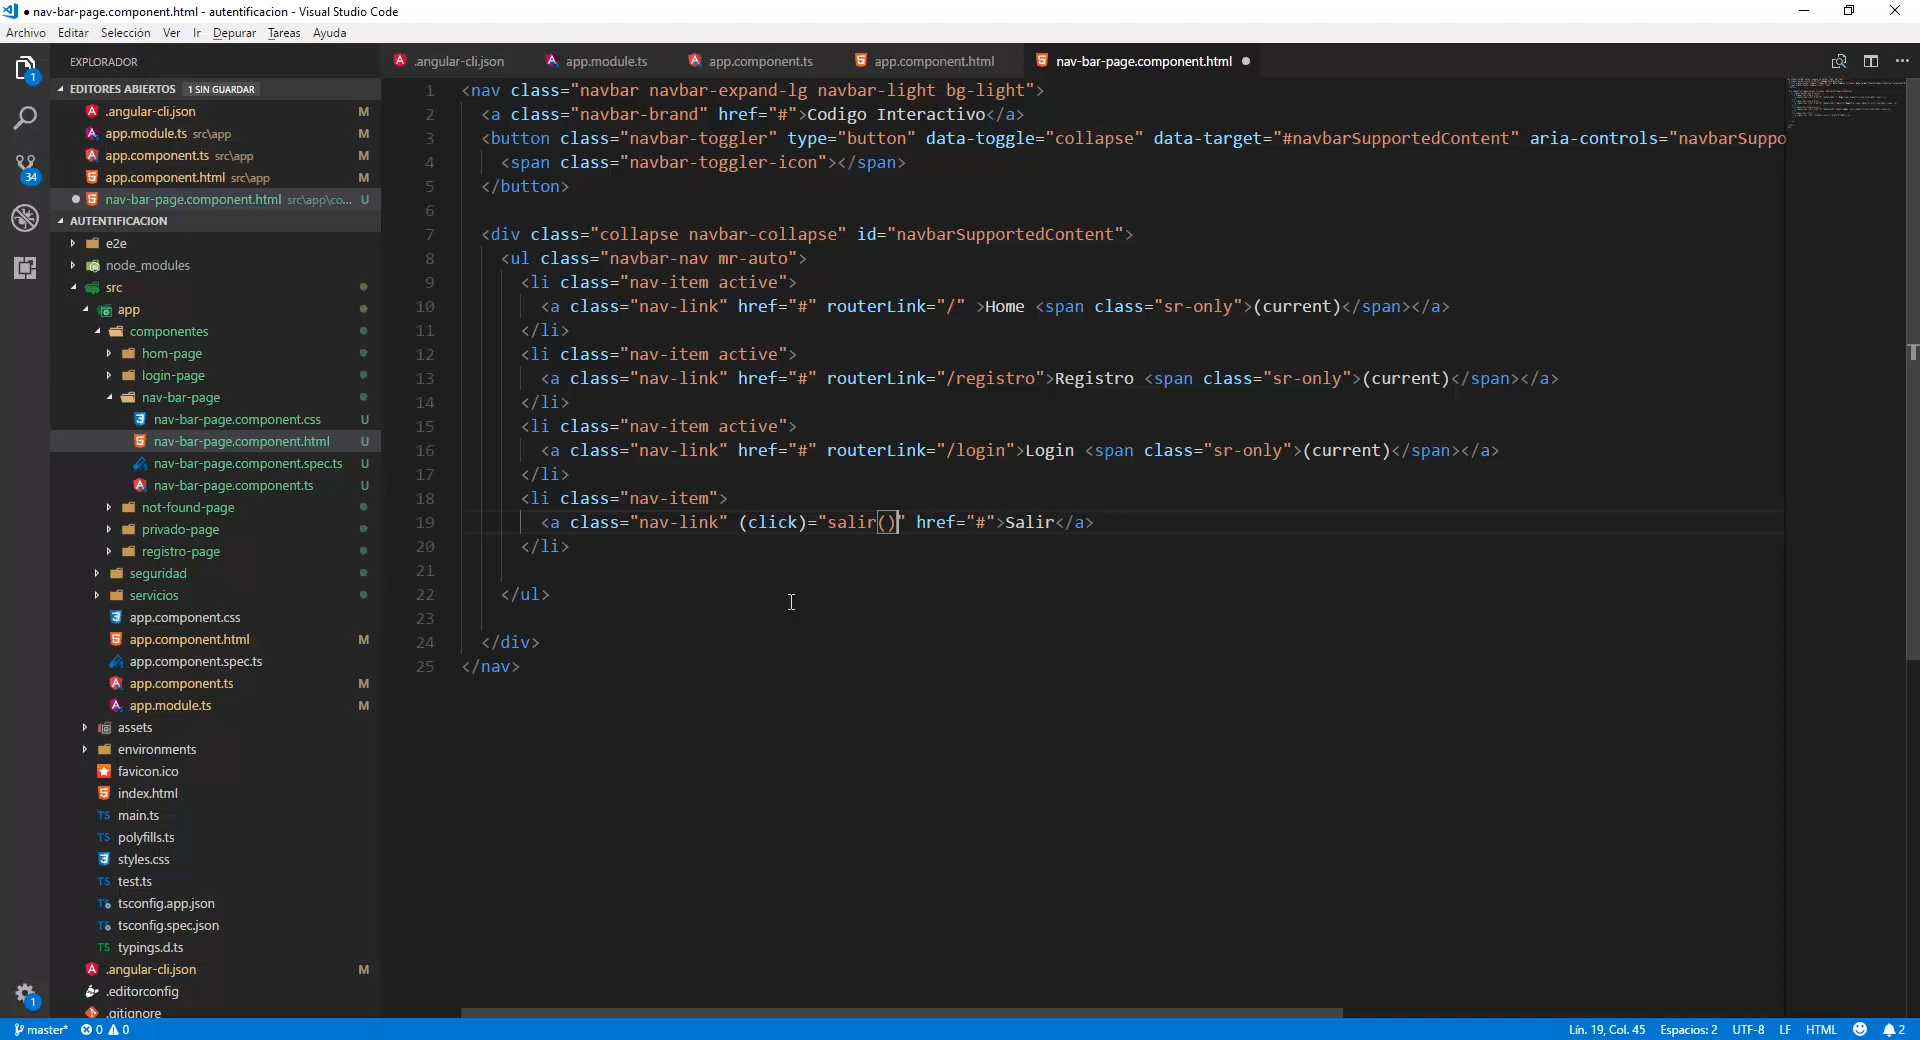 nav-bar-page.component.html - autentificacion - Visual Studio Code
Archivo Editar Selección Ver Ir Depurar Tareas Ayuda
EXPLORADOR
EDITORES ABIERTOS 1 SIN GUARDAR
.angular-cli.json M
app.module.ts src\app M
app.component.ts src\app M
app.component.html src\app M
nav-bar-page.component.html src\app\co... U
AUTENTIFICACION
e2e
node_modules
src
app
componentes
hom-page
login-page
nav-bar-page
nav-bar-page.component.css U
nav-bar-page.component.html U
nav-bar-page.component.spec.ts U
nav-bar-page.component.ts U
not-found-page
privado-page
registro-page
seguridad
servicios
app.component.css
app.component.html M
app.component.spec.ts
app.component.ts M
app.module.ts M
assets
environments
favicon.ico
index.html
main.ts
polyfills.ts
styles.css
test.ts
tsconfig.app.json
tsconfig.spec.json
typings.d.ts
.angular-cli.json M
.editorconfig
.gitignore
1
34
1
.angular-cli.json app.module.ts app.component.ts app.component.html nav-bar-page.component.html
1 <nav class="navbar navbar-expand-lg navbar-light bg-light">
2 <a class="navbar-brand" href="#">Codigo Interactivo</a>
3 <button class="navbar-toggler" type="button" data-toggle="collapse" data-target="#navbarSupportedContent" aria-controls="navbarSuppo
4 <span class="navbar-toggler-icon"></span>
5 </button>
6
7 <div class="collapse navbar-collapse" id="navbarSupportedContent">
8 <ul class="navbar-nav mr-auto">
9 <li class="nav-item active">
10 <a class="nav-link" href="#" routerLink="/" >Home <span class="sr-only">(current)</span></a>
11 </li>
12 <li class="nav-item active">
13 <a class="nav-link" href="#" routerLink="/registro">Registro <span class="sr-only">(current)</span></a>
14 </li>
15 <li class="nav-item active">
16 <a class="nav-link" href="#" routerLink="/login">Login <span class="sr-only">(current)</span></a>
17 </li>
18 <li class="nav-item">
19 <a class="nav-link" (click)="salir()" href="#">Salir</a>
20 </li>
21
22 </ul>
23
24 </div>
25 </nav>
master* 0 0 Lín. 19, Col. 45 Espacios: 2 UTF-8 LF HTML 2